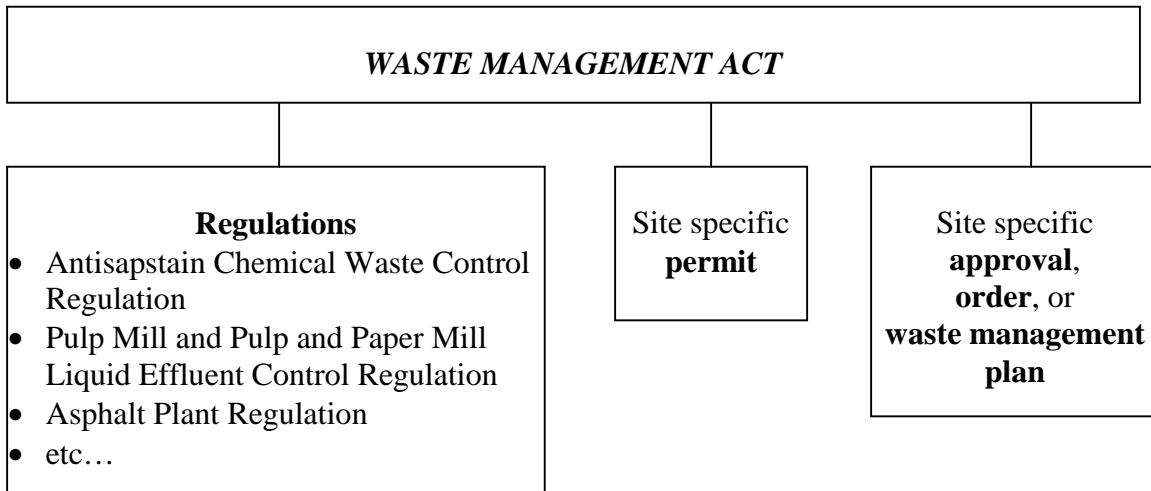 WASTE MANAGEMENT ACT
Regulations
• Antisapstain Chemical Waste Control
Regulation
• Pulp Mill and Pulp and Paper Mill
Liquid Effluent Control Regulation
• Asphalt Plant Regulation
• etc…
Site specific
permit
Site specific
approval,
order, or
waste management
plan